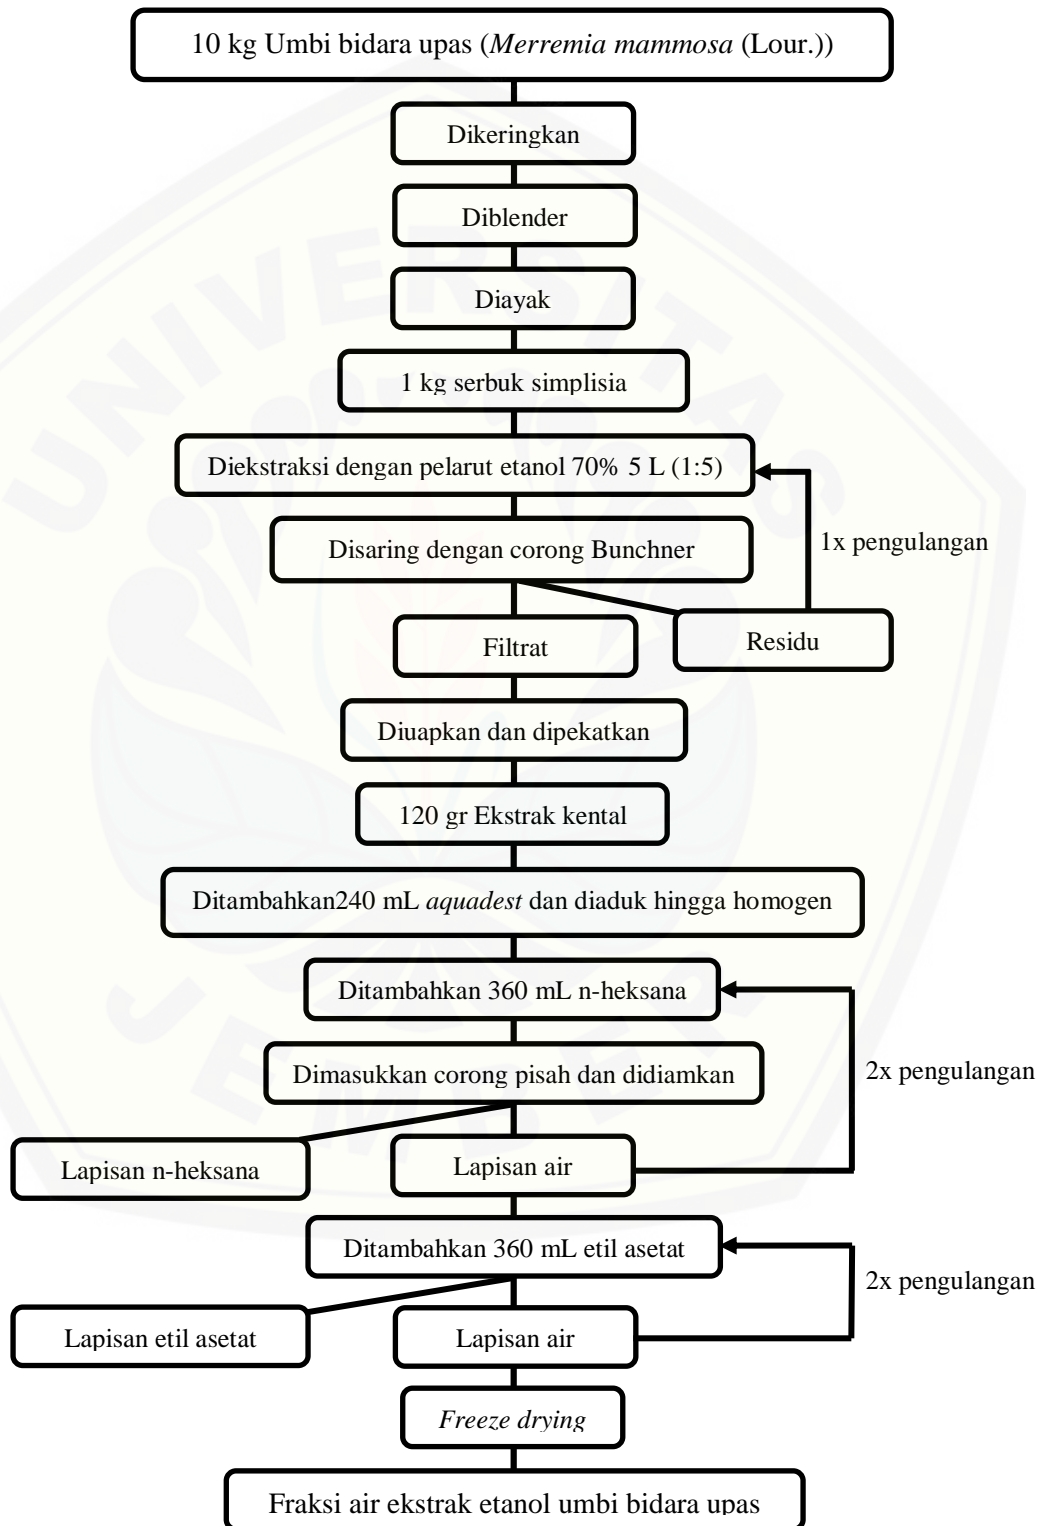 10 kg Umbi bidara upas (Merremia mammosa (Lour.))
Dikeringkan
Diblender
Diayak
1 kg serbuk simplisia
Diekstraksi dengan pelarut etanol 70% 5 L (1:5)
Disaring dengan corong Bunchner
1x pengulangan
Filtrat
Residu
Diuapkan dan dipekatkan
120 gr Ekstrak kental
Ditambahkan240 mL aquadest dan diaduk hingga homogen
Ditambahkan 360 mL n-heksana
Dimasukkan corong pisah dan didiamkan
2x pengulangan
Lapisan n-heksana
Lapisan air
Ditambahkan 360 mL etil asetat
2x pengulangan
Lapisan etil asetat
Lapisan air
Freeze drying
Fraksi air ekstrak etanol umbi bidara upas
UNIVERSITAS
JEMBER